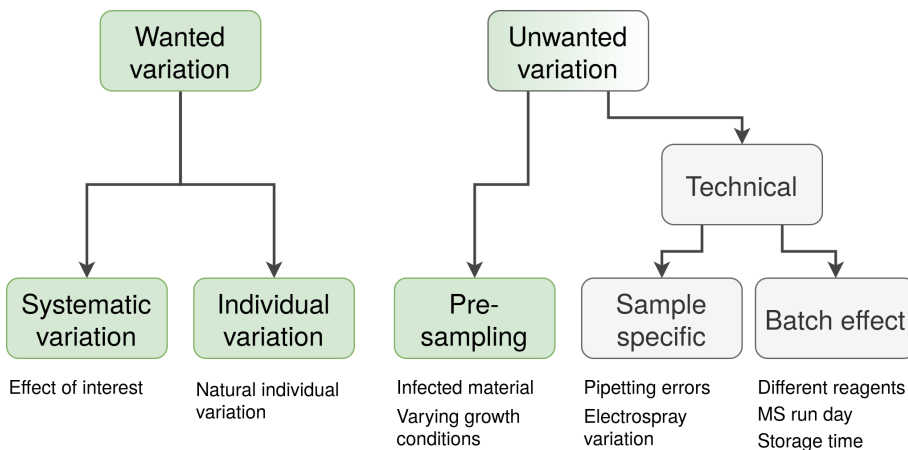 Wanted
variation
Unwanted
variation
Technical
Systematic
variation
Individual
variation
Pre-
sampling
Sample
specific
Batch effect
Effect of interest
Natural individual
variation
Infected material
Varying growth
conditions
Pipetting errors
Electrospray
variation
Different reagents
MS run day
Storage time